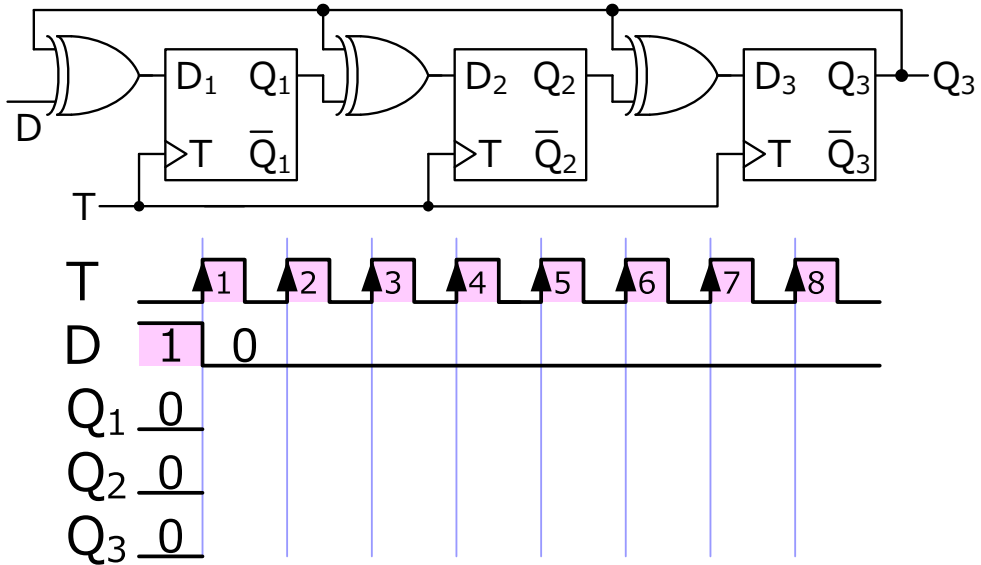 D₁ Q₁ D₂ Q₂ D₃ Q₃ Q₃
D
T Q̅₁ T Q̅₂ T Q̅₃
T
T 1 2 3 4 5 6 7 8
D 1 0
Q₁ 0
Q₂ 0
Q₃ 0